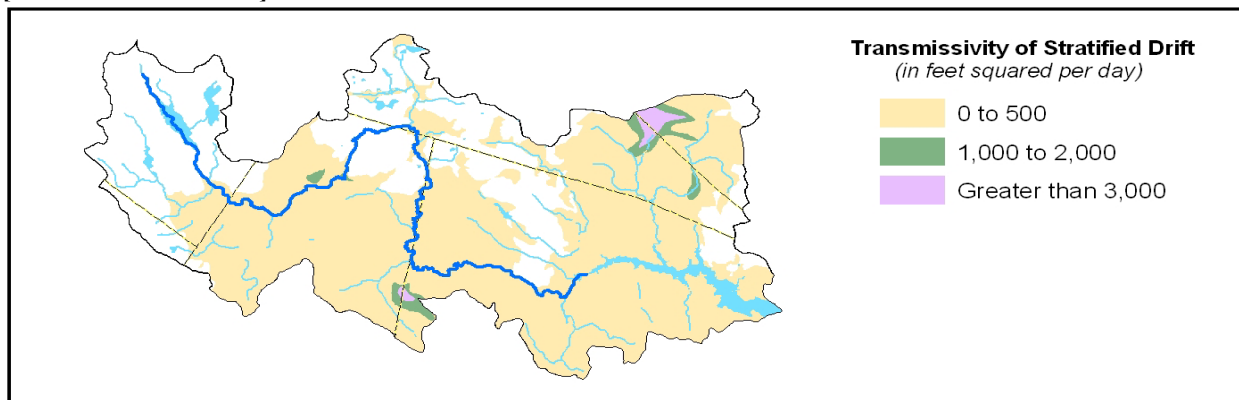 Transmissivity of Stratified Drift
(in feet squared per day)
0 to 500
1,000 to 2,000
Greater than 3,000